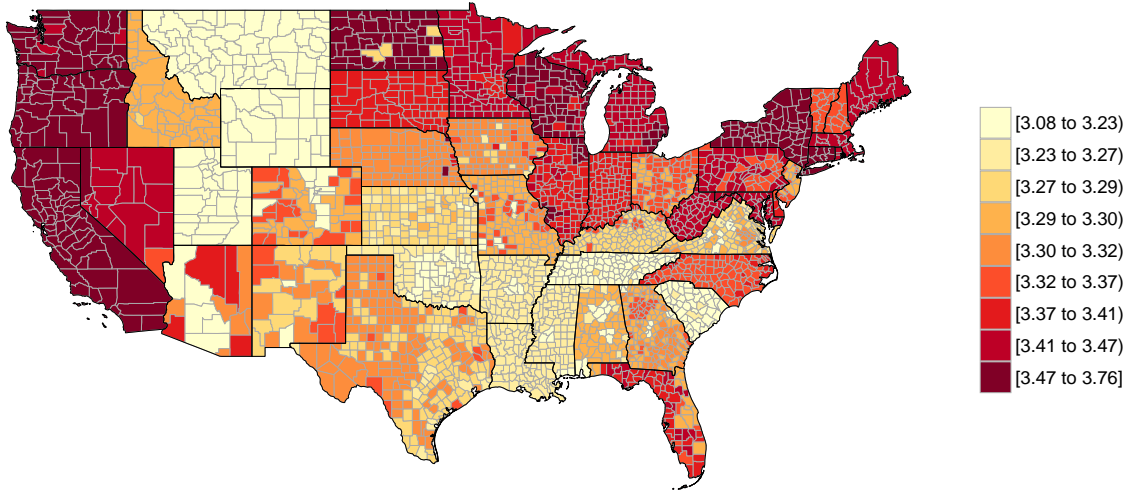 [3.08 to 3.23)
[3.23 to 3.27)
[3.27 to 3.29)
[3.29 to 3.30)
[3.30 to 3.32)
[3.32 to 3.37)
[3.37 to 3.41)
[3.41 to 3.47)
[3.47 to 3.76]